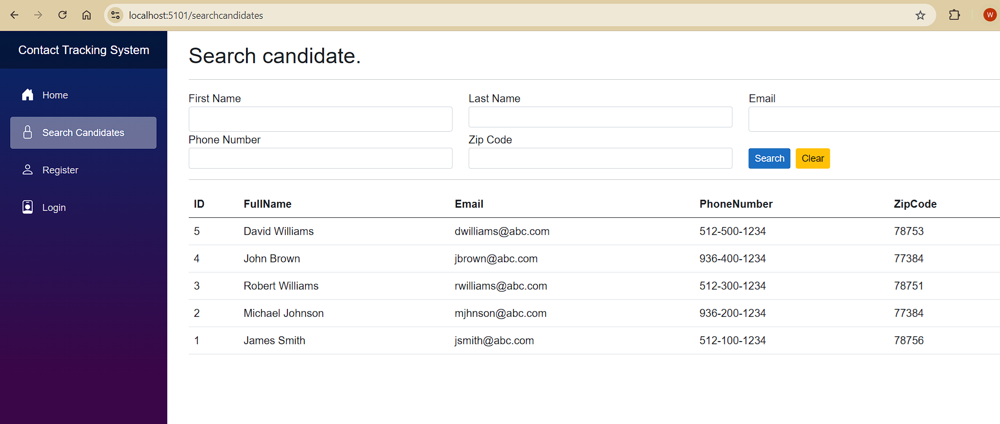 localhost:5101/searchcandidates
W
Contact Tracking System
Home
Search Candidates
Register
Login
Search candidate.
First Name Last Name Email
Phone Number Zip Code
Search Clear
ID FullName Email PhoneNumber ZipCode
5 David Williams dwilliams@abc.com 512-500-1234 78753
4 John Brown jbrown@abc.com 936-400-1234 77384
3 Robert Williams rwilliams@abc.com 512-300-1234 78751
2 Michael Johnson mjhnson@abc.com 936-200-1234 77384
1 James Smith jsmith@abc.com 512-100-1234 78756